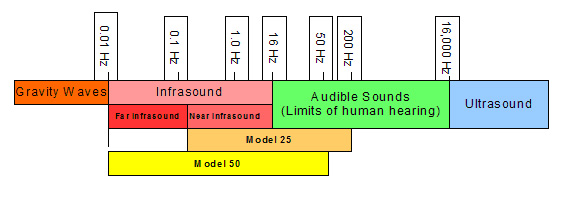 0.01 Hz
0.1 Hz
1.0 Hz
16 Hz
50 Hz
200 Hz
16,000 Hz
Gravity Waves
Infrasound
Audible Sounds
(Limits of human hearing)
Ultrasound
Far Infrasound
Near Infrasound
Model 25
Model 50